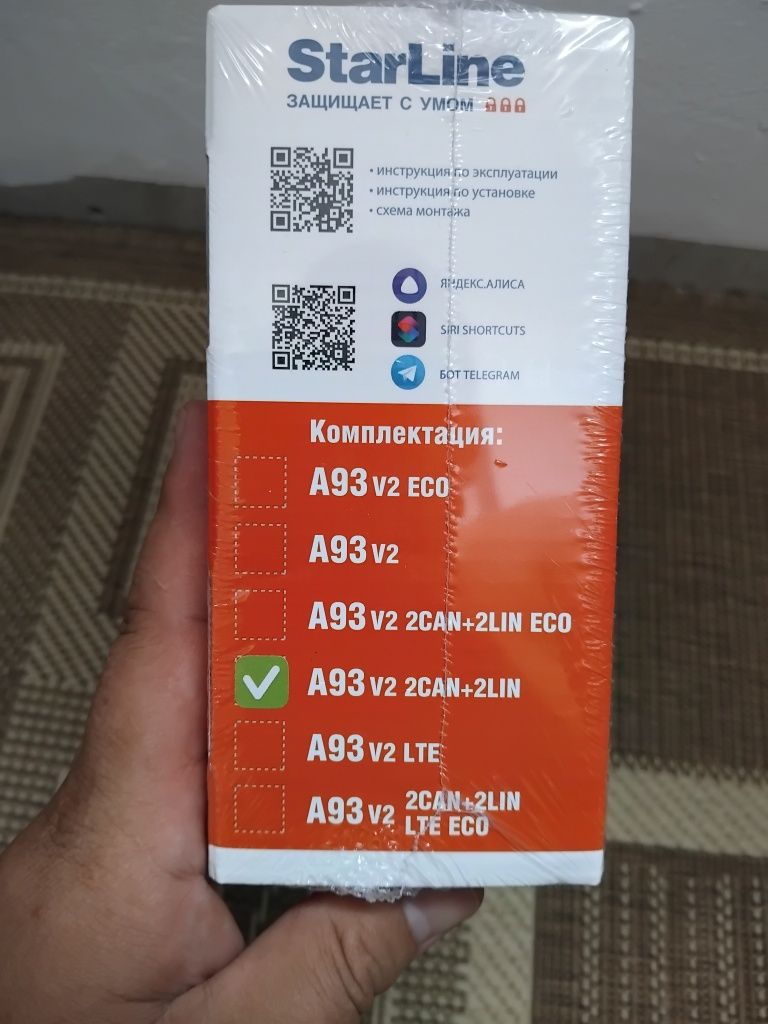 StarLine
ЗАЩИЩАЕТ С УМОМ
• инструкция по эксплуатации
• инструкция по установке
• схема монтажа
ЯНДЕКС.АЛИСА
SIRI SHORTCUTS
БОТ TELEGRAM
Комплектация:
A93 V2 ECO
A93 V2
A93 V2 2CAN+2LIN ECO
A93 V2 2CAN+2LIN
A93 V2 LTE
A93 V2 2CAN+2LIN
LTE ECO